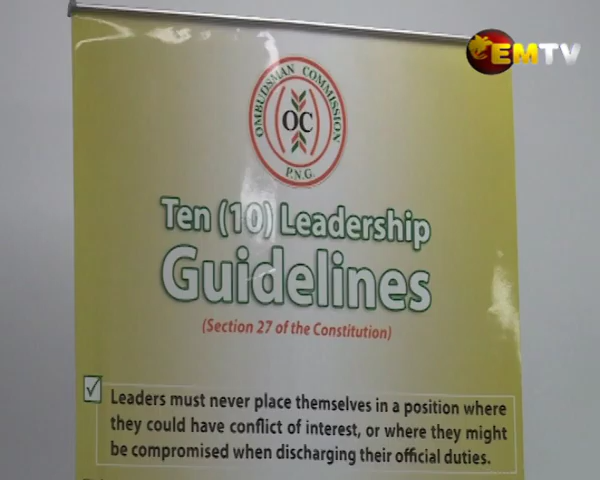 EMTV
OMBUDSMAN COMMISSION
OC
P.N.G.
Ten (10) Leadership
Guidelines
(Section 27 of the Constitution)
Leaders must never place themselves in a position where
they could have conflict of interest, or where they might
be compromised when discharging their official duties.